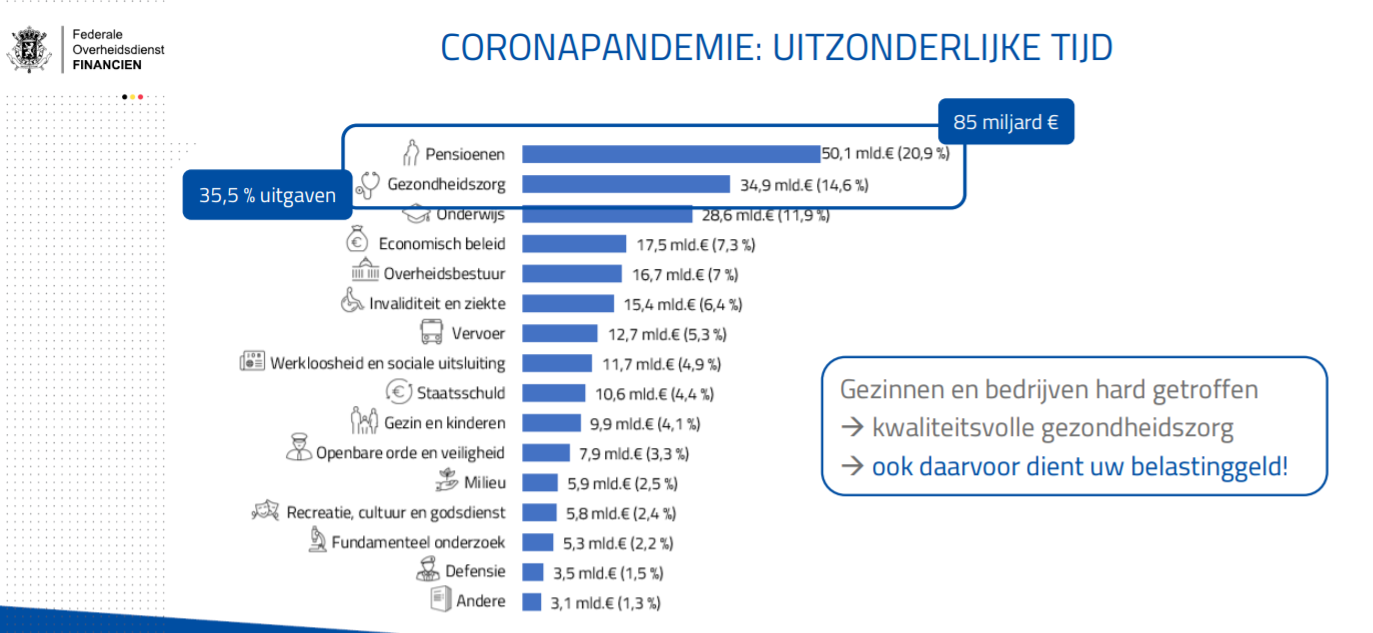 Federale
Overheidsdienst
FINANCIEN
CORONAPANDEMIE: UITZONDERLIJKE TIJD
85 miljard €
35,5 % uitgaven
Pensioenen 50,1 mld.€ (20,9 %)
Gezondheidszorg 34,9 mld.€ (14,6 %)
Onderwijs 28,6 mld.€ (11,9 %)
Economisch beleid 17,5 mld.€ (7,3 %)
Overheidsbestuur 16,7 mld.€ (7 %)
Invaliditeit en ziekte 15,4 mld.€ (6,4 %)
Vervoer 12,7 mld.€ (5,3 %)
Werkloosheid en sociale uitsluiting 11,7 mld.€ (4,9 %)
Staatsschuld 10,6 mld.€ (4,4 %)
Gezin en kinderen 9,9 mld.€ (4,1 %)
Openbare orde en veiligheid 7,9 mld.€ (3,3 %)
Milieu 5,9 mld.€ (2,5 %)
Recreatie, cultuur en godsdienst 5,8 mld.€ (2,4 %)
Fundamenteel onderzoek 5,3 mld.€ (2,2 %)
Defensie 3,5 mld.€ (1,5 %)
Andere 3,1 mld.€ (1,3 %)
Gezinnen en bedrijven hard getroffen
→ kwaliteitsvolle gezondheidszorg
→ ook daarvoor dient uw belastinggeld!